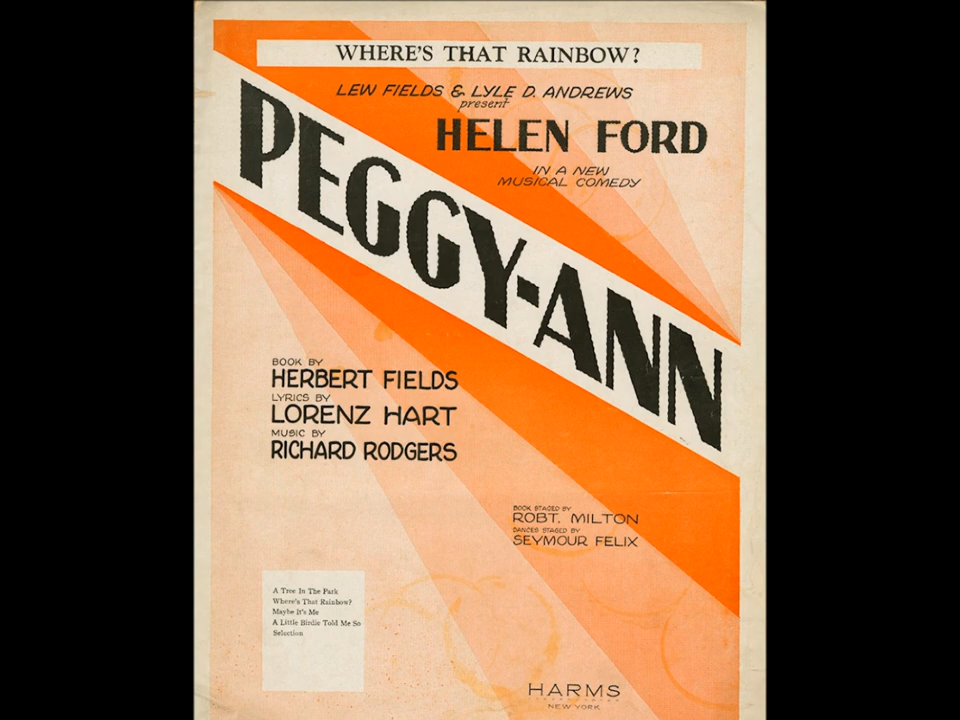 WHERE'S THAT RAINBOW?
LEW FIELDS & LYLE D. ANDREWS
present
HELEN FORD
IN A NEW
MUSICAL COMEDY
PEGGY-ANN
BOOK BY
HERBERT FIELDS
LYRICS BY
LORENZ HART
MUSIC BY
RICHARD RODGERS
BOOK STAGED BY
ROBT. MILTON
DANCES STAGED BY
SEYMOUR FELIX
A Tree In The Park
Where's That Rainbow?
Maybe It's Me
A Little Birdie Told Me So
Selection
HARMS
NEW YORK